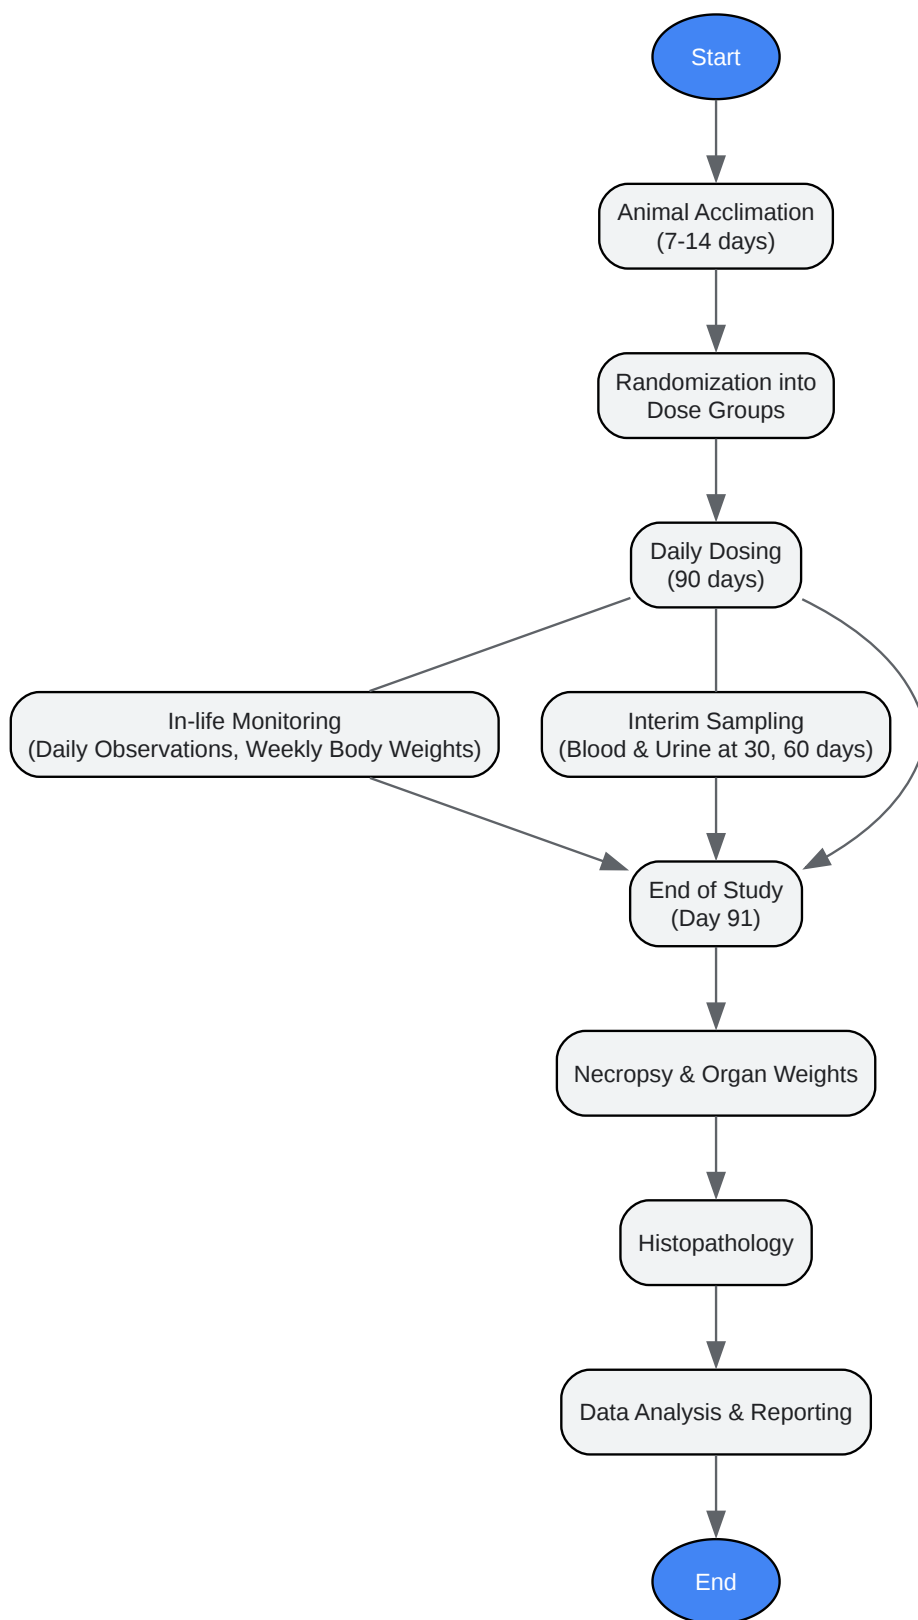 Start
Animal Acclimation
(7-14 days)
Randomization into
Dose Groups
Daily Dosing
(90 days)
In-life Monitoring
(Daily Observations, Weekly Body Weights)
Interim Sampling
(Blood & Urine at 30, 60 days)
End of Study
(Day 91)
Necropsy & Organ Weights
Histopathology
Data Analysis & Reporting
End